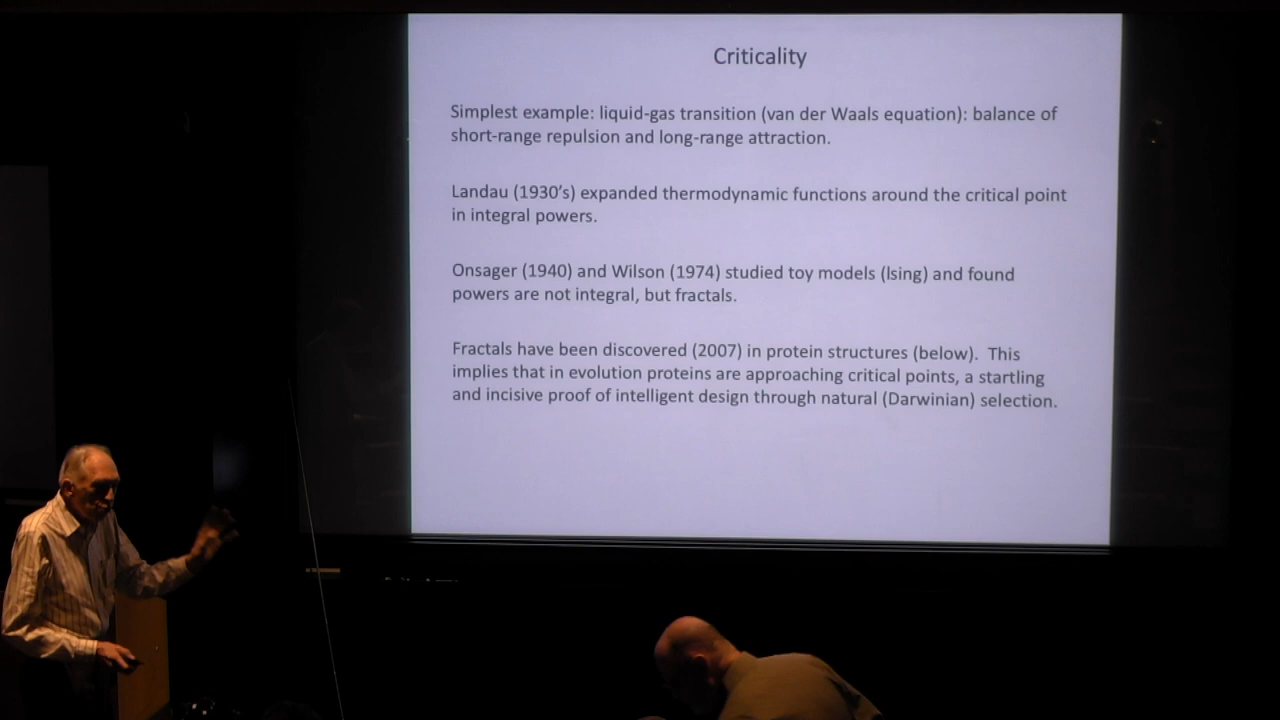 Criticality
Simplest example: liquid-gas transition (van der Waals equation): balance of
short-range repulsion and long-range attraction.
Landau (1930's) expanded thermodynamic functions around the critical point
in integral powers.
Onsager (1940) and Wilson (1974) studied toy models (Ising) and found
powers are not integral, but fractals.
Fractals have been discovered (2007) in protein structures (below).  This
implies that in evolution proteins are approaching critical points, a startling
and incisive proof of intelligent design through natural (Darwinian) selection.